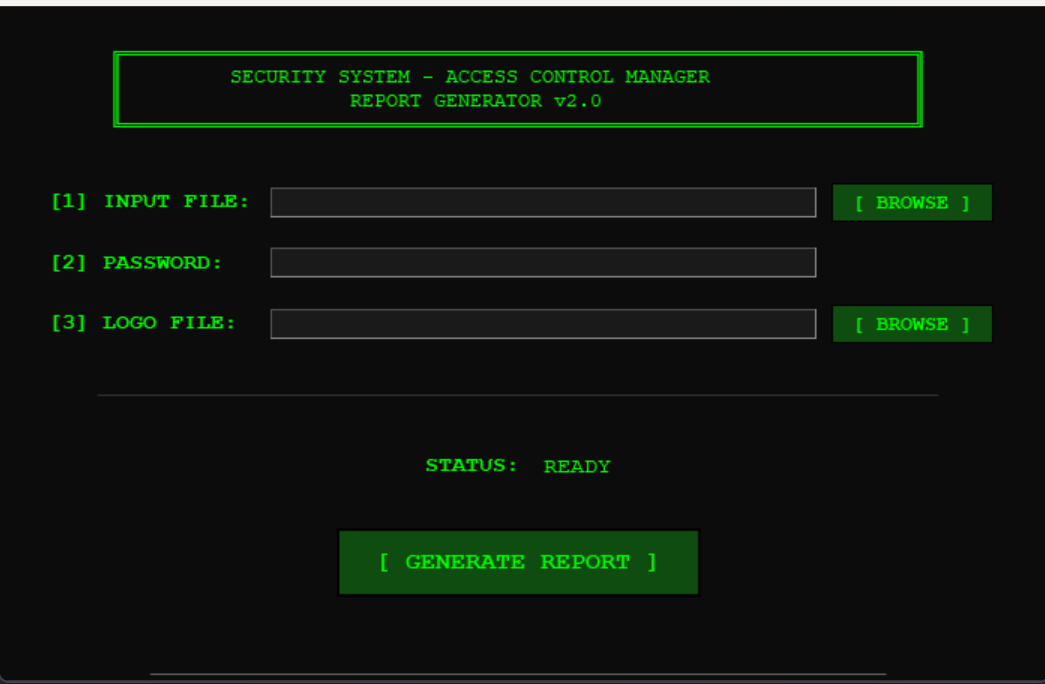 SECURITY SYSTEM - ACCESS CONTROL MANAGER
REPORT GENERATOR v2.0
[1] INPUT FILE: [ BROWSE ]
[2] PASSWORD:
[3] LOGO FILE: [ BROWSE ]
STATUS: READY
[ GENERATE REPORT ]